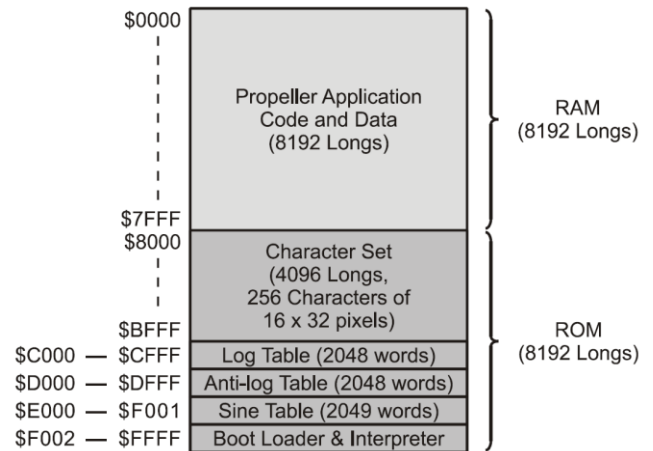 $0000
Propeller Application
Code and Data
(8192 Longs)
RAM
(8192 Longs)
$7FFF
$8000
Character Set
(4096 Longs,
256 Characters of
16 x 32 pixels)
$BFFF
ROM
(8192 Longs)
$C000 — $CFFF Log Table (2048 words)
$D000 — $DFFF Anti-log Table (2048 words)
$E000 — $F001 Sine Table (2049 words)
$F002 — $FFFF Boot Loader & Interpreter